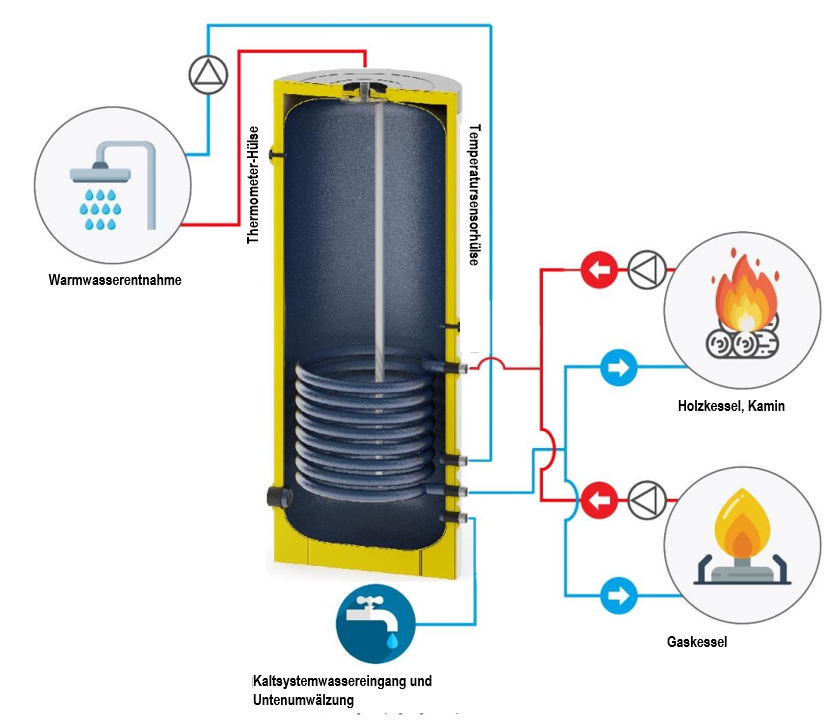 Thermometer-Hülse
Temperatursensorhülse
Warmwasserentnahme
Holzkessel, Kamin
Gaskessel
Kaltsystemwassereingang und
Untenumwälzung